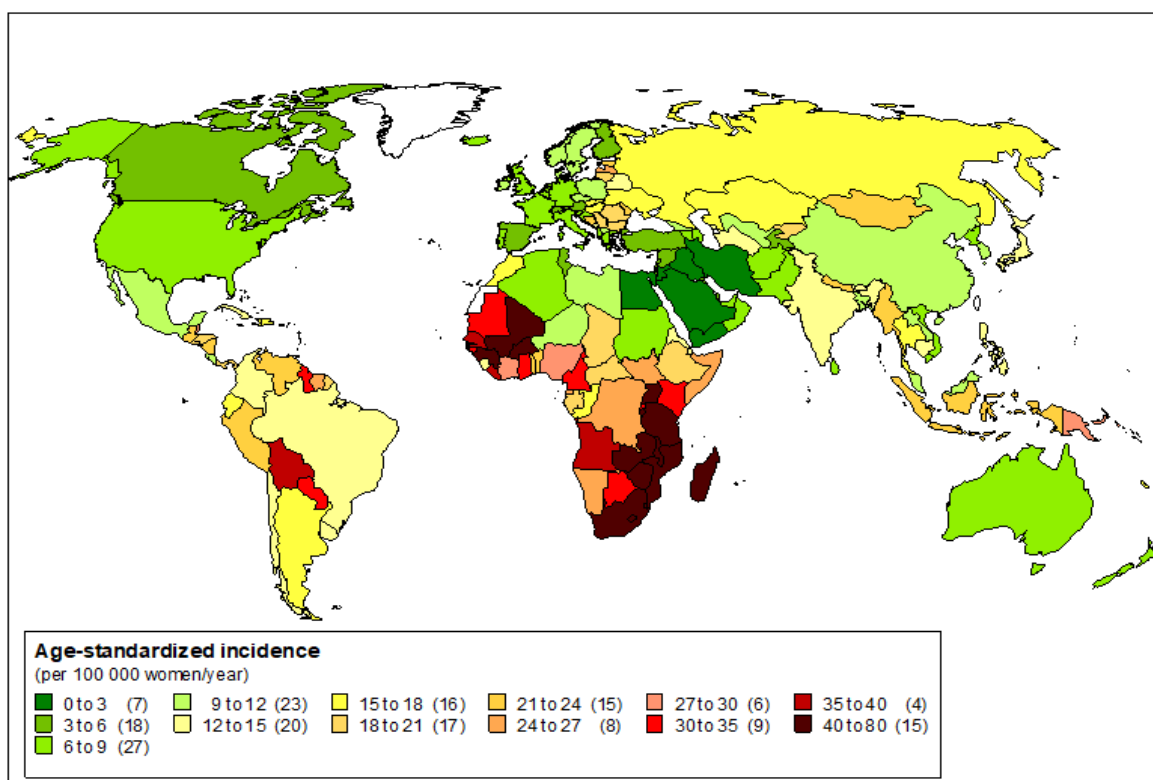 Age-standardized incidence
(per 100 000 women/year)
0 to 3 (7) 9 to 12 (23) 15 to 18 (16) 21 to 24 (15) 27 to 30 (6) 35 to 40 (4)
3 to 6 (18) 12 to 15 (20) 18 to 21 (17) 24 to 27 (8) 30 to 35 (9) 40 to 80 (15)
6 to 9 (27)